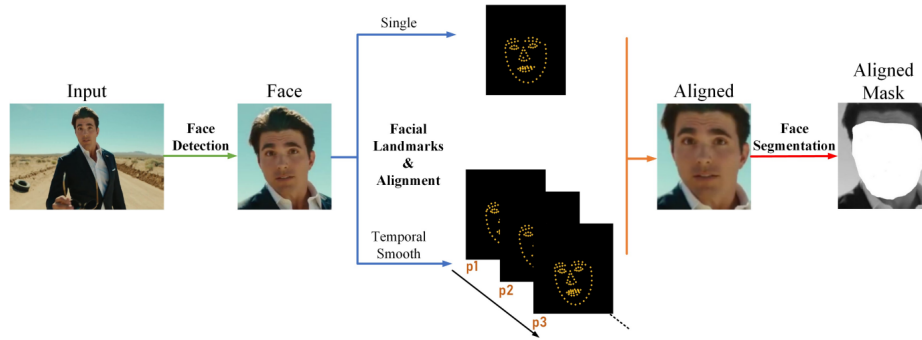 Input
Face
Detection
Face
Single
Facial
Landmarks
&
Alignment
Temporal
Smooth
p1
p2
p3
Aligned
Face
Segmentation
Aligned
Mask